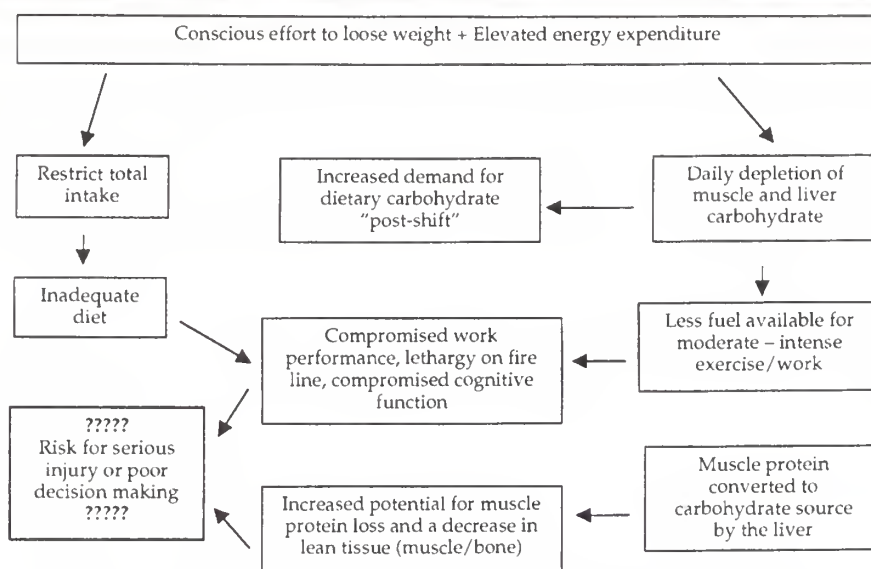 Conscious effort to loose weight + Elevated energy expenditure
Restrict total
intake
Increased demand for
dietary carbohydrate
"post-shift"
Daily depletion of
muscle and liver
carbohydrate
Inadequate
diet
Compromised work
performance, lethargy on fire
line, compromised cognitive
function
Less fuel available for
moderate – intense
exercise/work
?????
Risk for serious
injury or poor
decision making
?????
Increased potential for muscle
protein loss and a decrease in
lean tissue (muscle/bone)
Muscle protein
converted to
carbohydrate source
by the liver